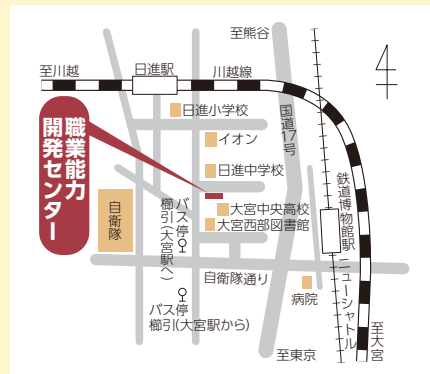 至熊谷
日進駅
至川越
川越線
日進小学校
国道17号
イオン
職業能力
開発センター
日進中学校
鉄道博物館駅
大宮中央高校
大宮西部図書館
自衛隊
バス停
櫛引(大宮駅へ)
自衛隊通り
ニューシャトル
病院
バス停
櫛引(大宮駅から)
至大宮
至東京